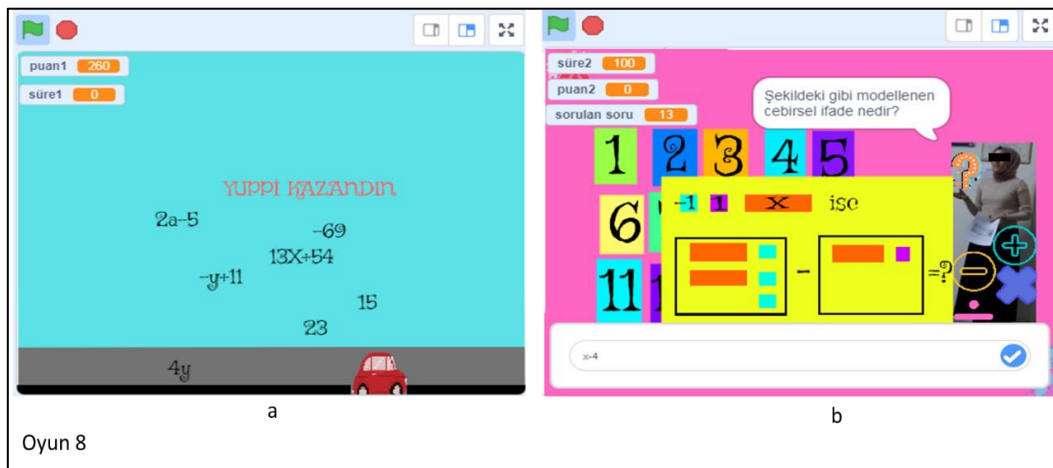 puan1 260
süre1 0
YUPPİ KAZANDIN
2a-5
-69
13X+54
-y+11
15
23
4y
a
süre2 100
puan2 0
sorulan soru 13
Şekildeki gibi modellenen
cebirsel ifade nedir?
1 2 3 4 5
-1 1 x ise
6
- =?
11
x-4
b
Oyun 8